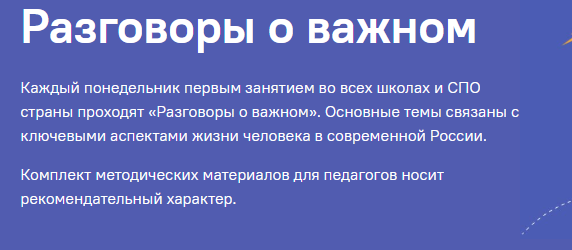 Разговоры о важном
Каждый понедельник первым занятием во всех школах и СПО
страны проходят «Разговоры о важном». Основные темы связаны с
ключевыми аспектами жизни человека в современной России.
Комплект методических материалов для педагогов носит
рекомендательный характер.